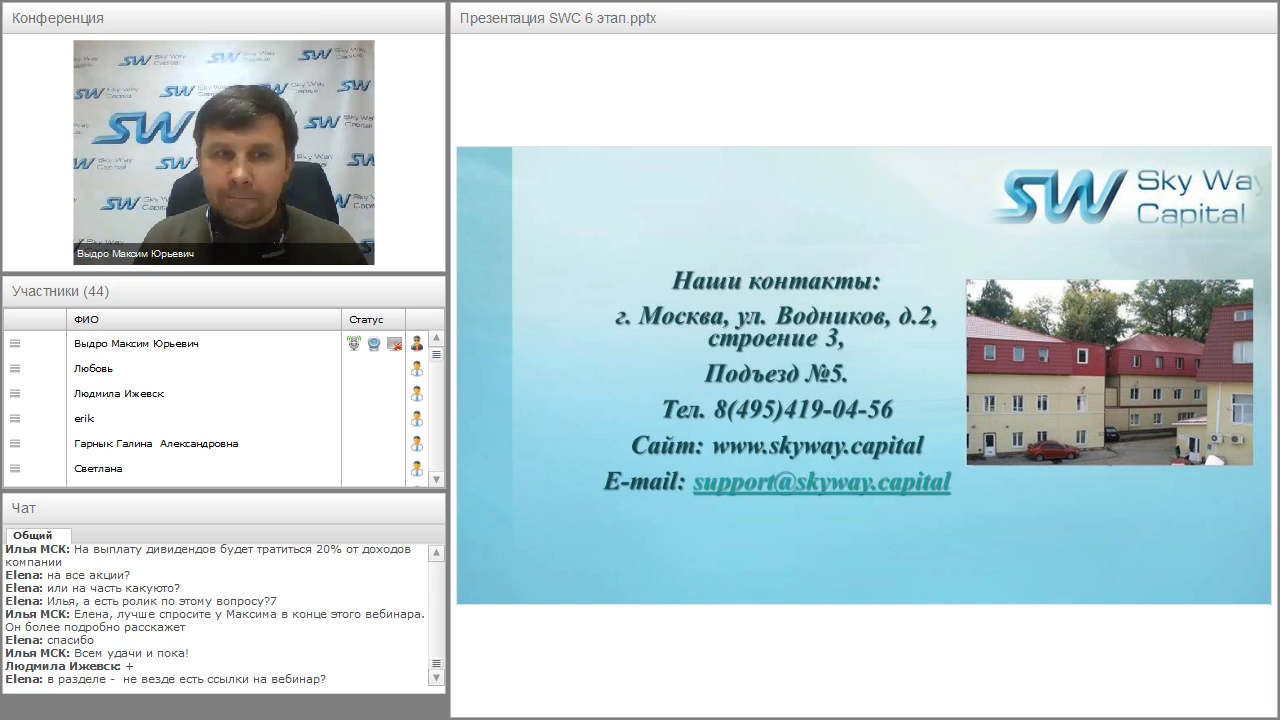 Конференция
Sky Way
Capital
SW
Выдро Максим Юрьевич
Участники (44)
ФИО
Статус
Выдро Максим Юрьевич
Любовь
Людмила Ижевск
erik
Гарнык Галина Александровна
Светлана
Чат
Общий
Илья МСК: На выплату дивидендов будет тратиться 20% от доходов
компании
Elena: на все акции?
Elena: или на часть какуюто?
Elena: Илья, а есть ролик по этому вопросу?7
Илья МСК: Елена, лучше спросите у Максима в конце этого вебинара.
Он более подробно расскажет
Elena: спасибо
Илья МСК: Всем удачи и пока!
Людмила Ижевск: +
Elena: в разделе - не везде есть ссылки на вебинар?
Презентация SWC 6 этап.pptx
SW Sky Way
Capital
Наши контакты:
г. Москва, ул. Водников, д.2,
строение 3,
Подъезд №5.
Тел. 8(495)419-04-56
Сайт: www.skyway.capital
E-mail: support@skyway.capital